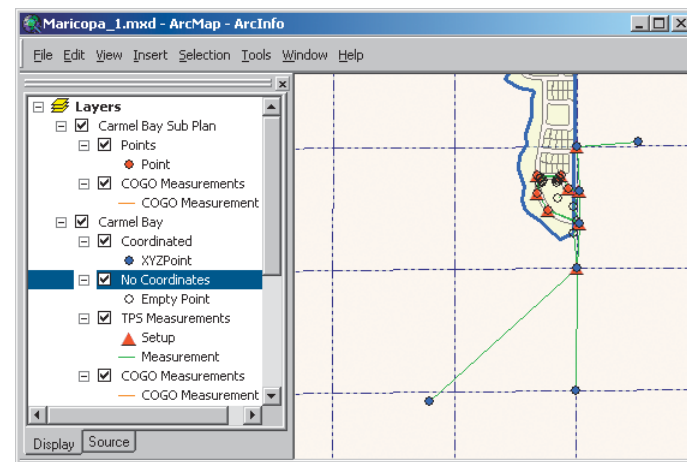 Maricopa_1.mxd - ArcMap - ArcInfo
File Edit View Insert Selection Tools Window Help
Layers
Carmel Bay Sub Plan
Points
Point
COGO Measurements
COGO Measurement
Carmel Bay
Coordinated
XYZPoint
No Coordinates
Empty Point
TPS Measurements
Setup
Measurement
COGO Measurements
COGO Measurement
Display Source